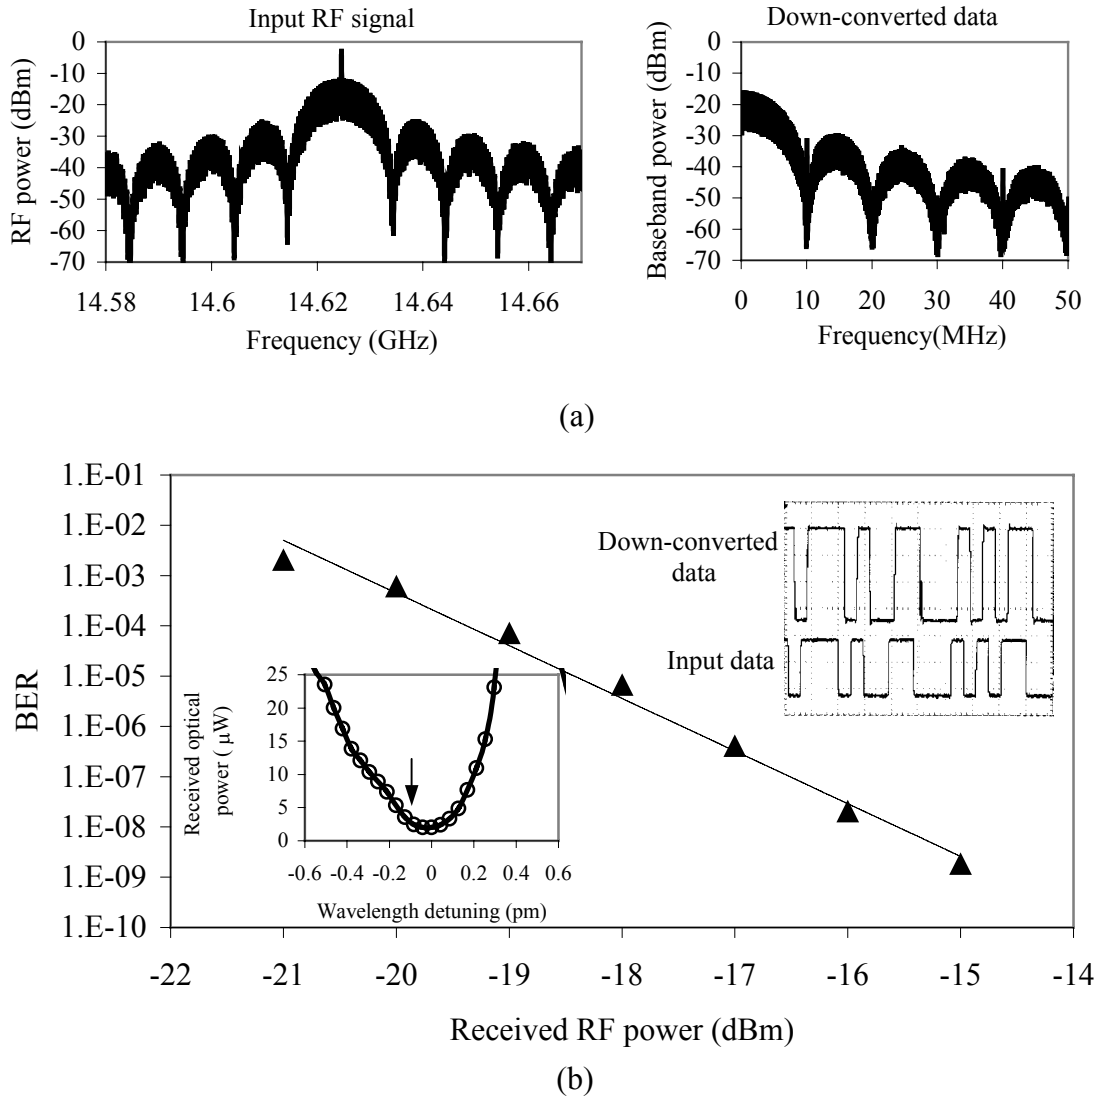 Input RF signal
Down-converted data
RF power (dBm)
0
-10
-20
-30
-40
-50
-60
-70
14.58 14.6 14.62 14.64 14.66
Frequency (GHz)
Baseband power (dBm)
0
-10
-20
-30
-40
-50
-60
-70
0 10 20 30 40 50
Frequency(MHz)
(a)
BER
1.E-01
1.E-02
1.E-03
1.E-04
1.E-05
1.E-06
1.E-07
1.E-08
1.E-09
1.E-10
Down-converted
data
Input data
Received optical
power ( µW)
25
20
15
10
5
0
-0.6 -0.4 -0.2 0 0.2 0.4 0.6
Wavelength detuning (pm)
-22 -21 -20 -19 -18 -17 -16 -15 -14
Received RF power (dBm)
(b)